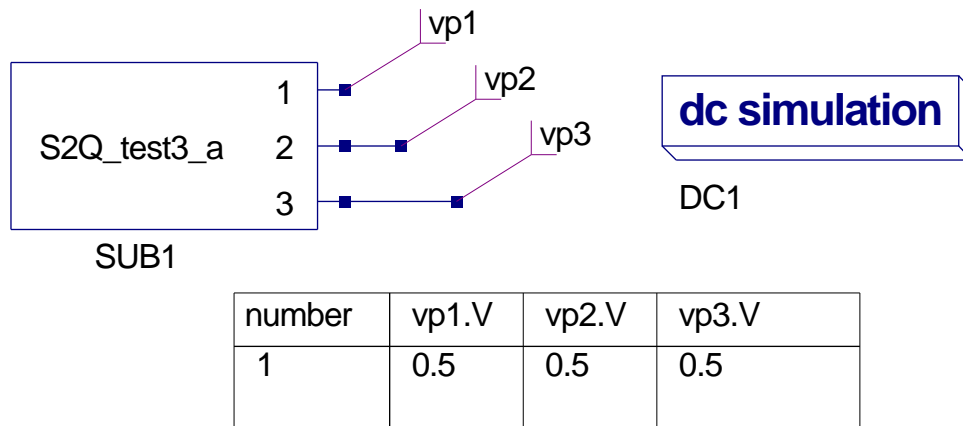 vp1
1
vp2
dc simulation
S2Q_test3_a
2
vp3
3
DC1
SUB1
number vp1.V vp2.V vp3.V
1 0.5 0.5 0.5